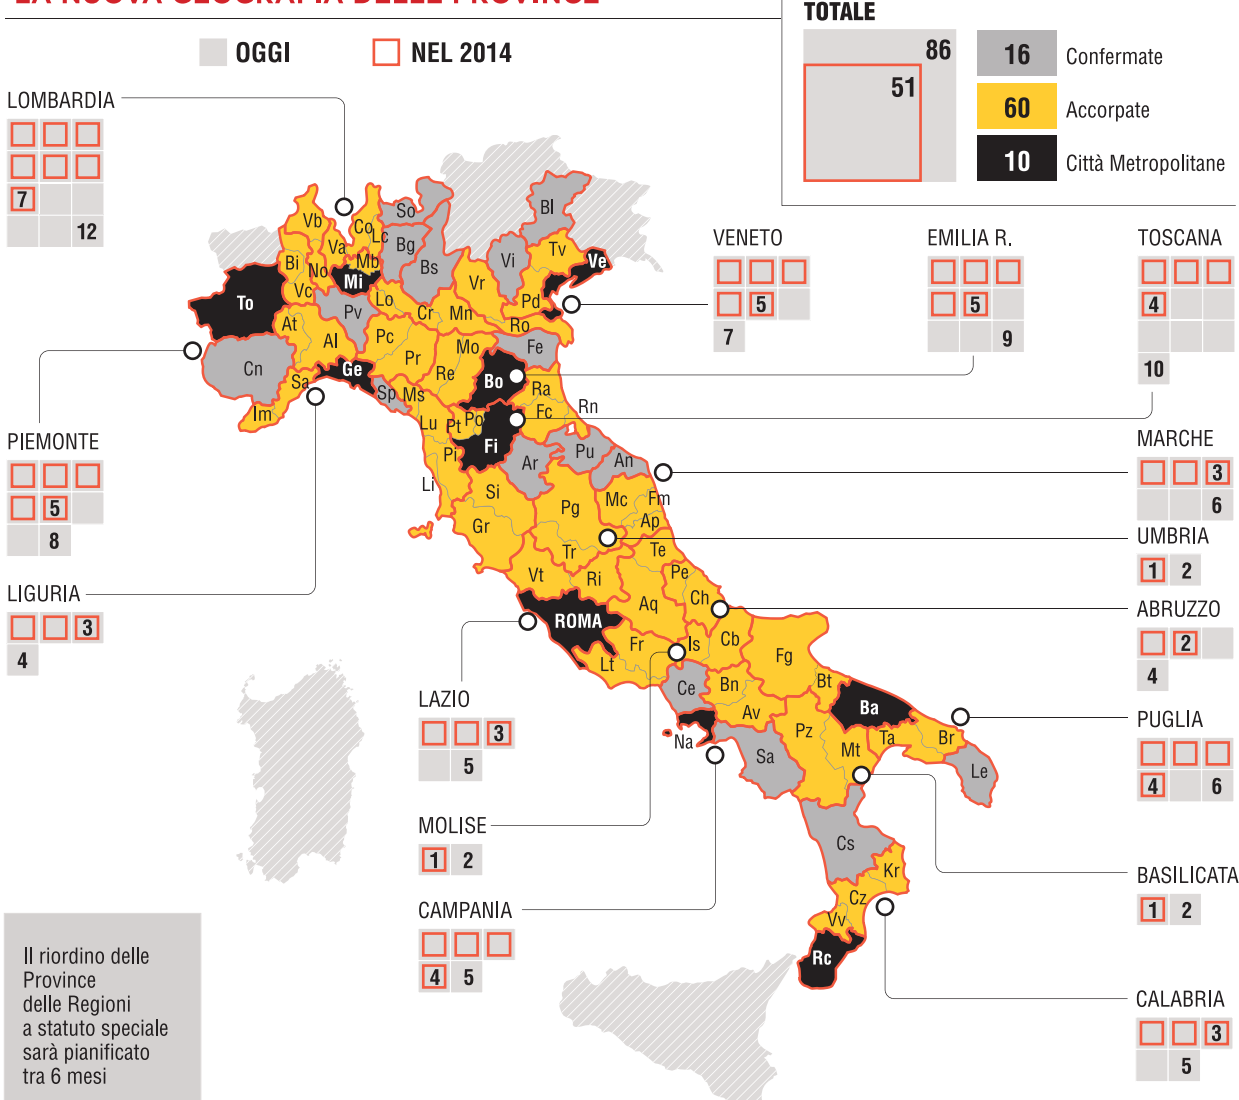 LA NUOVA GEOGRAFIA DELLE PROVINCE
OGGI
NEL 2014
TOTALE
86
51
16 Confermate
60 Accorpate
10 Città Metropolitane
LOMBARDIA
7
12
VENETO
5
7
EMILIA R.
5
9
TOSCANA
4
10
PIEMONTE
5
8
LIGURIA
3
4
MARCHE
3
6
UMBRIA
1 2
ABRUZZO
2
4
PUGLIA
4 6
BASILICATA
1 2
CALABRIA
3
5
LAZIO
3
5
MOLISE
1 2
CAMPANIA
4 5
So
Bl
Vb
Co
Lc
Bg
Va
Tv
Bi
No
Mb
Bs
Vi
Ve
Mi
Vr
Vc
To
Lo
Pv
Cr
Mn
Pd
Ro
At
Al
Pc
Pr
Mo
Fe
Cn
Ge
Re
Bo
Sa
Sp
Ms
Ra
Im
Lu
Pt
Po
Fc
Rn
Fi
Pi
Ar
Pu
An
Li
Si
Pg
Mc
Fm
Gr
Ap
Tr
Te
Vt
Ri
Pe
Aq
Ch
ROMA
Fr
Is
Cb
Lt
Fg
Ce
Bn
Bt
Av
Ba
Na
Pz
Ta
Br
Sa
Mt
Le
Cs
Kr
Cz
Vv
Rc
Il riordino delle
Province
delle Regioni
a statuto speciale
sarà pianificato
tra 6 mesi